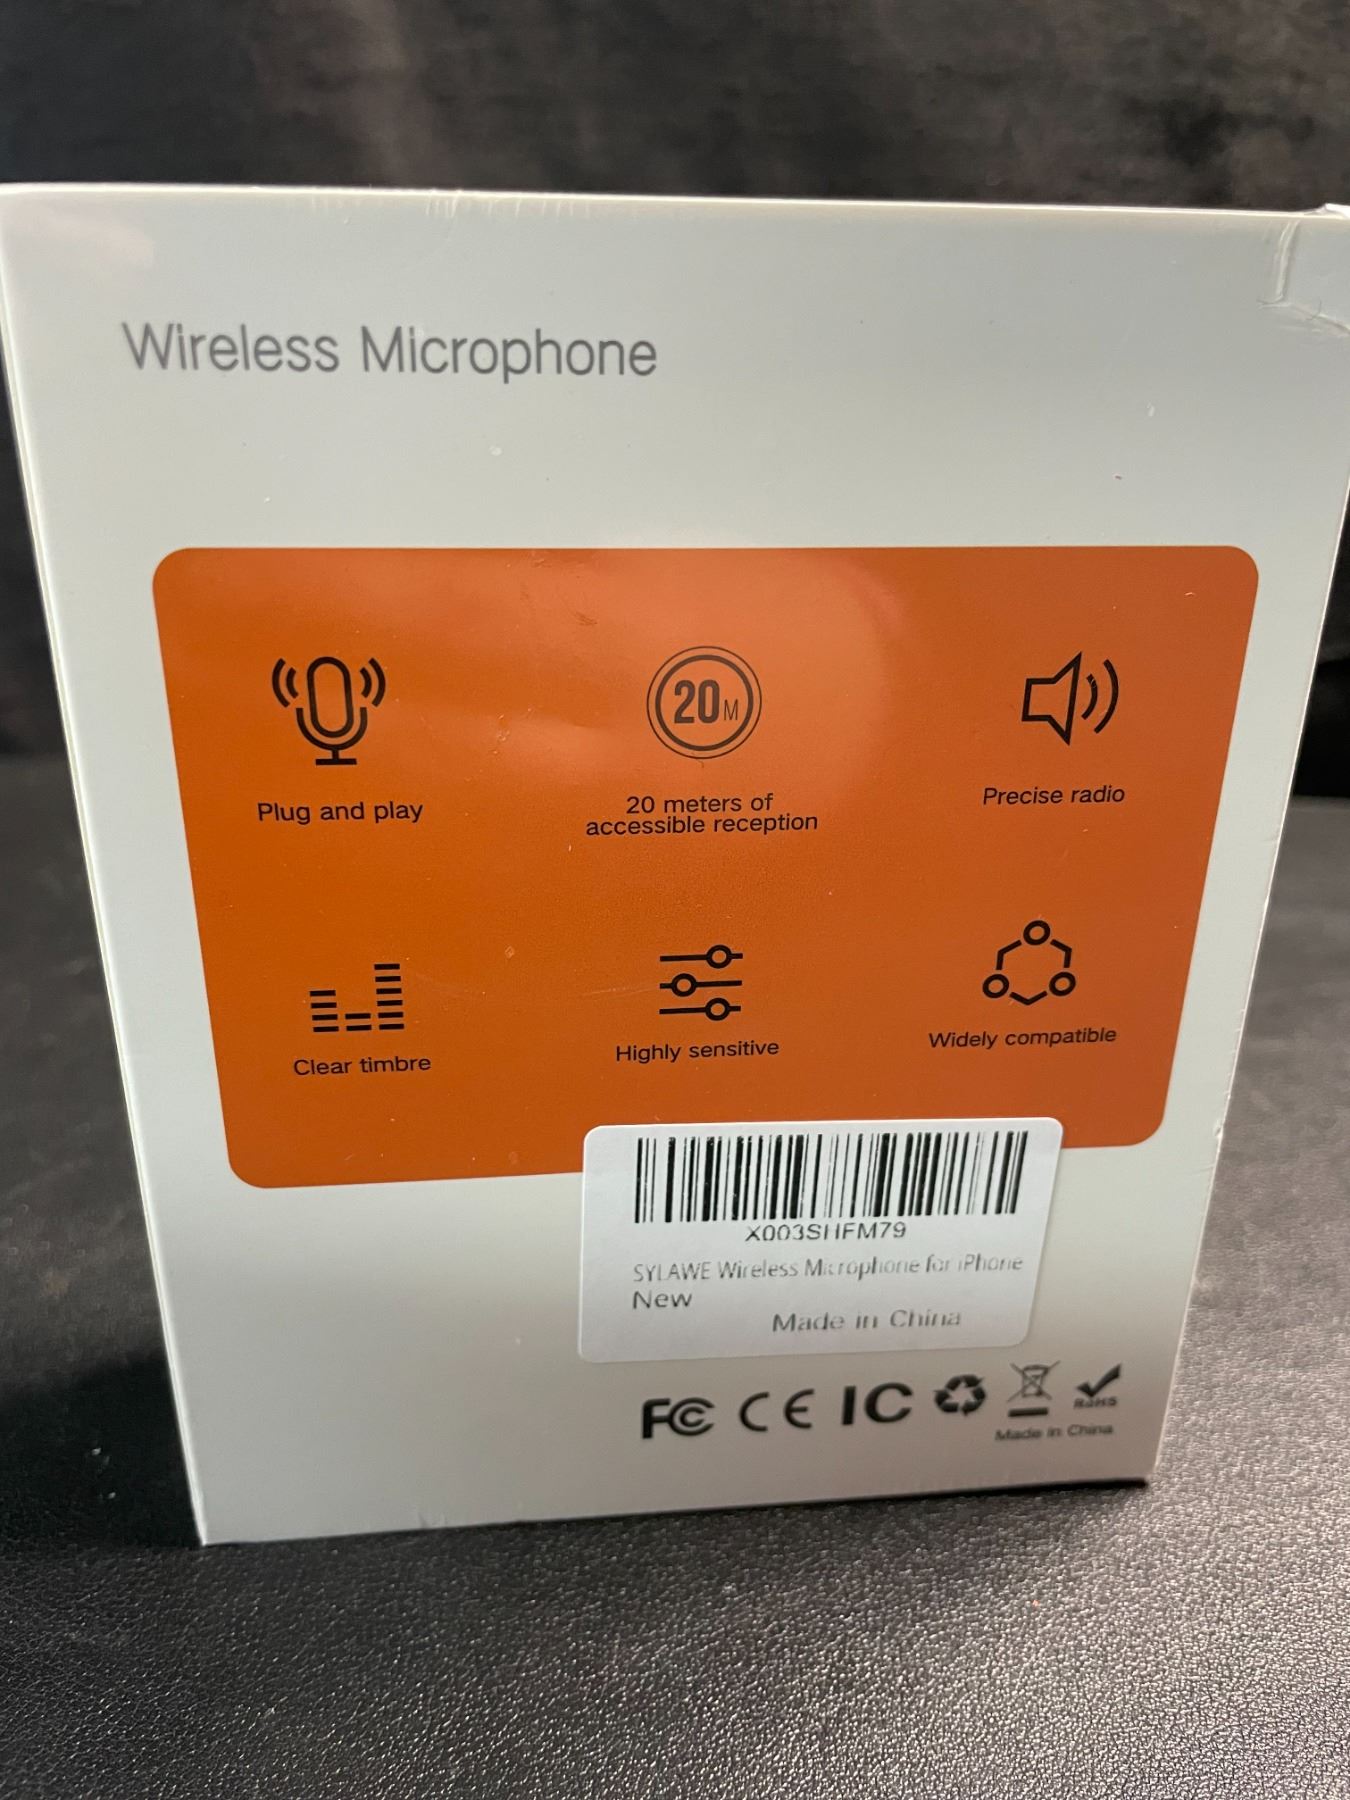 Wireless Microphone
20M
Plug and play
20 meters of
accessible reception
Precise radio
Clear timbre
Highly sensitive
Widely compatible
X003SHFM79
SYLAWE Wireless Microphone for iPhone
New
Made in China
FC CE IC
RoHS
Made in China